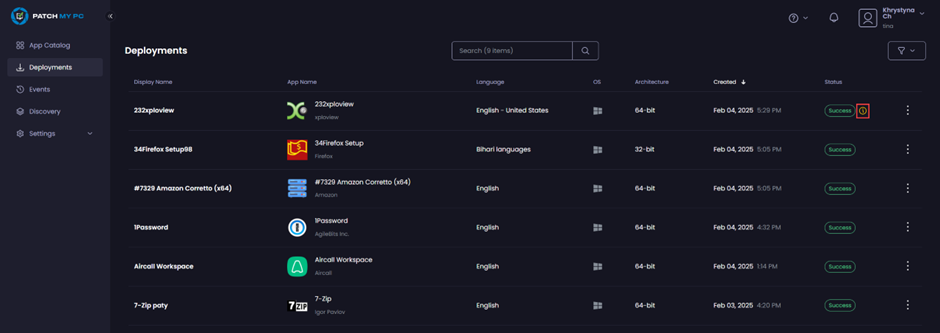 PATCH MY PC
App Catalog
Deployments
Events
Discovery
Settings
Khrystyna
Ch
tina
Deployments
Search (9 items)
Display Name App Name Language OS Architecture Created Status
232xploview 232xploview English - United States 64-bit Feb 04, 2025 5:29 PM Success
xploview
34Firefox Setup98 34Firefox Setup Bihari languages 32-bit Feb 04, 2025 5:05 PM Success
Firefox
#7329 Amazon Corretto (x64) #7329 Amazon Corretto (x64) English 64-bit Feb 04, 2025 5:05 PM Success
Amazon
1Password 1Password English 64-bit Feb 04, 2025 4:32 PM Success
AgileBits Inc.
Aircall Workspace Aircall Workspace English 64-bit Feb 04, 2025 1:14 PM Success
Aircall
7-Zip paty 7ZIP 7-Zip English 64-bit Feb 03, 2025 4:20 PM Success
Igor Pavlov